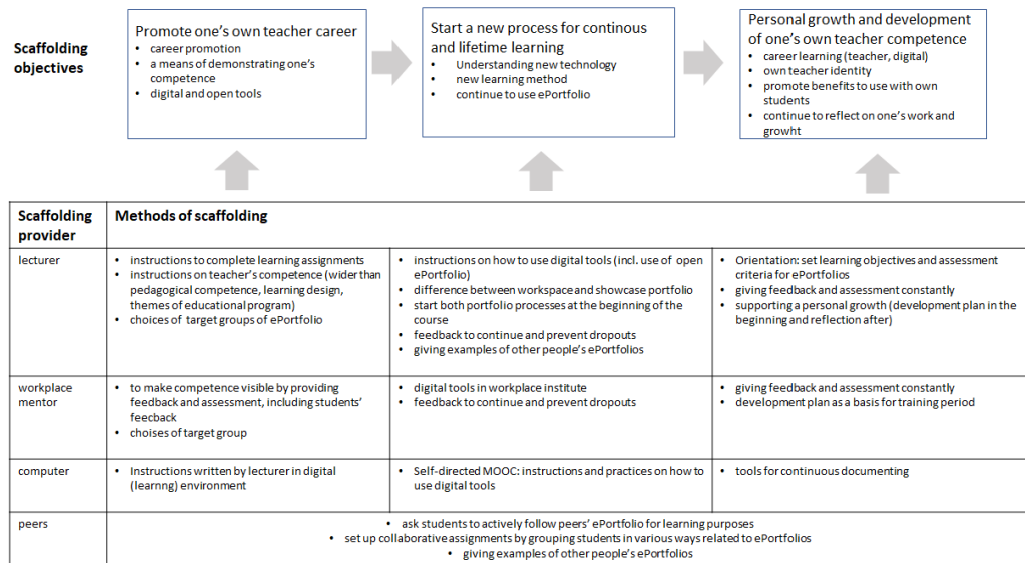 Scaffolding
objectives
Promote one's own teacher career
• career promotion
• a means of demonstrating one's
competence
• digital and open tools
Start a new process for continous
and lifetime learning
• Understanding new technology
• new learning method
• continue to use ePortfolio
Personal growth and development
of one's own teacher competence
• career learning (teacher, digital)
• own teacher identity
• promote benefits to use with own
students
• continue to reflect on one's work and
growht
Scaffolding
provider
Methods of scaffolding
lecturer
• instructions to complete learning assignments
• instructions on teacher's competence (wider than
pedagogical competence, learning design,
themes of educational program)
• choices of target groups of ePortfolio
• instructions on how to use digital tools (incl. use of open
ePortfolio)
• difference between workspace and showcase portfolio
• start both portfolio processes at the beginning of the
course
• feedback to continue and prevent dropouts
• giving examples of other people's ePortfolios
• Orientation: set learning objectives and assessment
criteria for ePortfolios
• giving feedback and assessment constantly
• supporting a personal growth (development plan in the
beginning and reflection after)
workplace
mentor
• to make competence visible by providing
feedback and assessment, including students'
feecback
• choises of target group
• digital tools in workplace institute
• feedback to continue and prevent dropouts
• giving feedback and assessment constantly
• development plan as a basis for training period
computer
• Instructions written by lecturer in digital
(learnng) environment
• Self-directed MOOC: instructions and practices on how to
use digital tools
• tools for continuous documenting
peers
• ask students to actively follow peers' ePortfolio for learning purposes
• set up collaborative assignments by grouping students in various ways related to ePortfolios
• giving examples of other people's ePortfolios